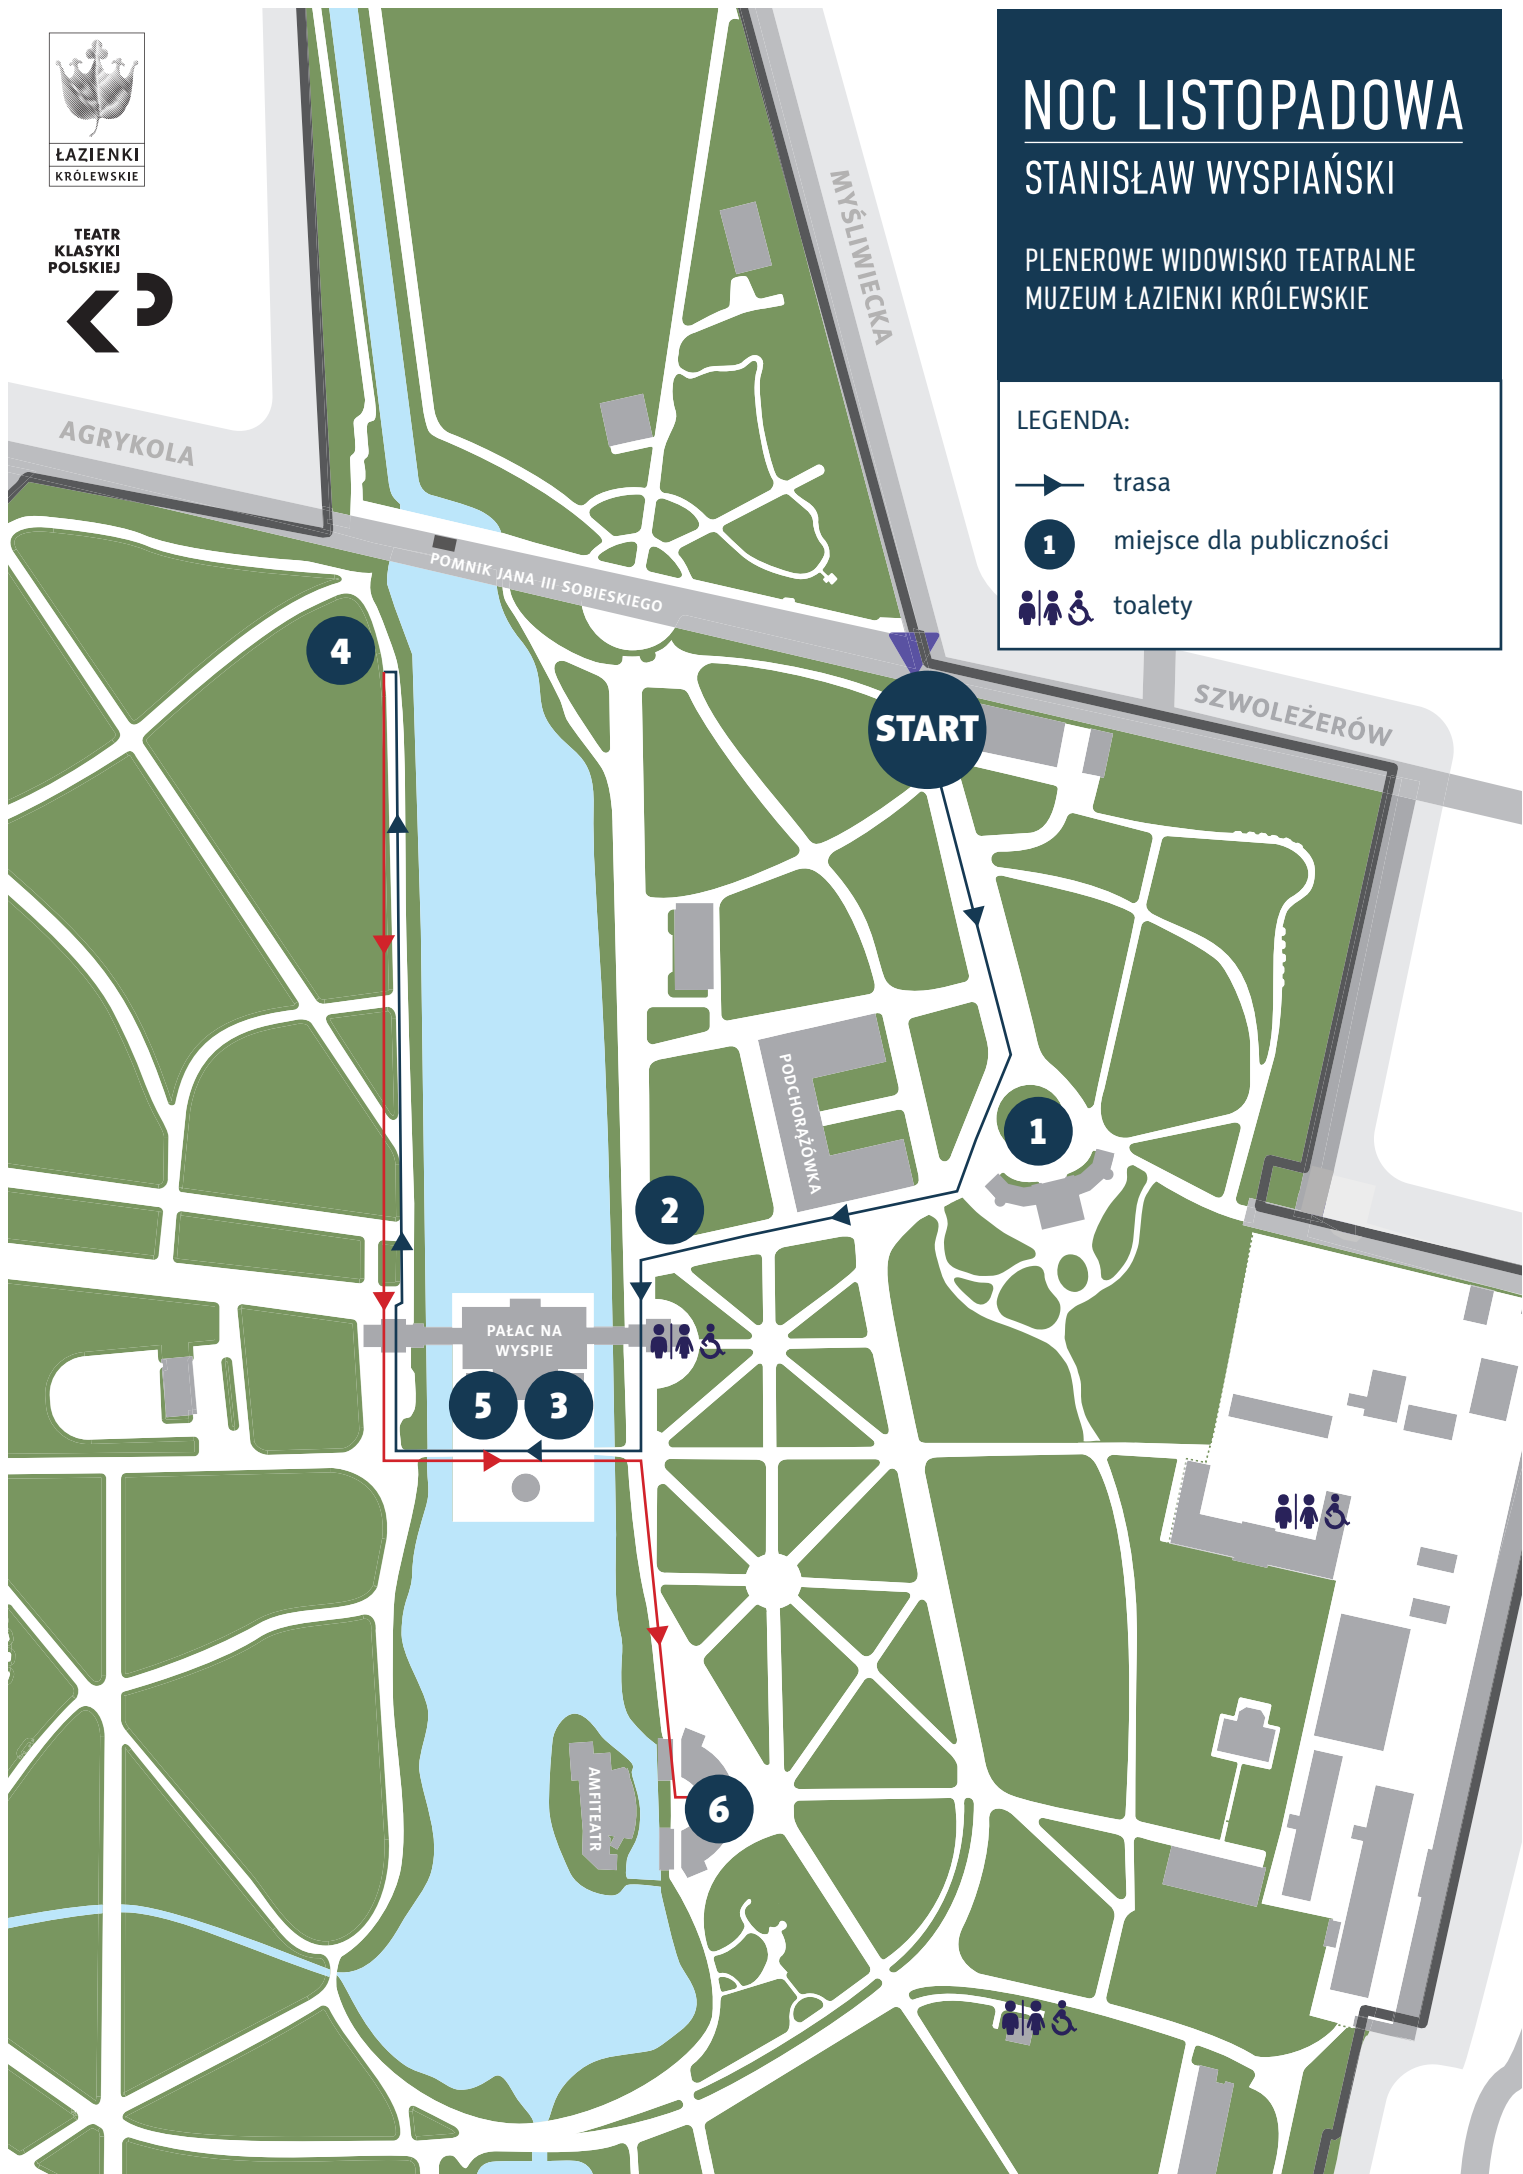 ŁAZIENKI
KRÓLEWSKIE
TEATR
KLASYKI
POLSKIEJ
NOC LISTOPADOWA
STANISŁAW WYSPIAŃSKI
PLENEROWE WIDOWISKO TEATRALNE
MUZEUM ŁAZIENKI KRÓLEWSKIE
LEGENDA:
trasa
1 miejsce dla publiczności
toalety
MYŚLIWIECKA
AGRYKOLA
POMNIK JANA III SOBIESKIEGO
SZWOLEŻERÓW
4
START
PODCHORĄŻÓWKA
1
2
PAŁAC NA
WYSPIE
5
3
AMFITEATR
6